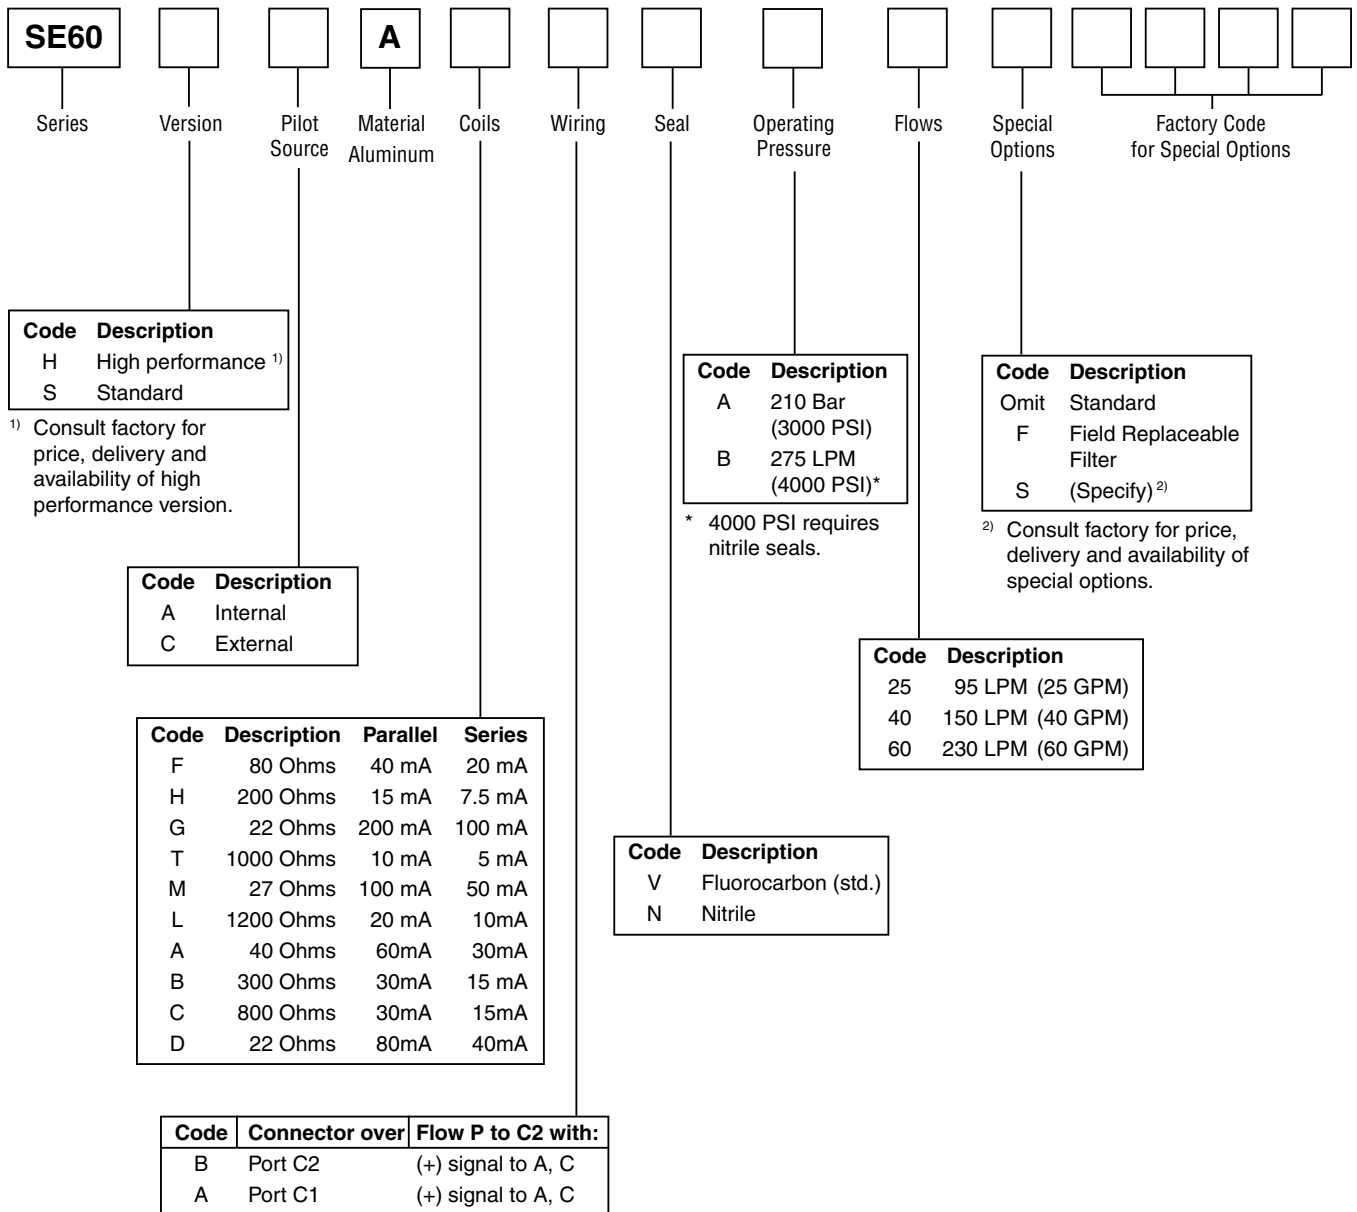 SE60 A
Series Version Pilot Source Material Aluminum Coils Wiring Seal Operating Pressure Flows Special Options Factory Code for Special Options
Code Description
H High performance 1)
S Standard
1) Consult factory for
price, delivery and
availability of high
performance version.
Code Description
A 210 Bar
(3000 PSI)
B 275 LPM
(4000 PSI)*
* 4000 PSI requires
nitrile seals.
Code Description
Omit Standard
F Field Replaceable
Filter
S (Specify) 2)
2) Consult factory for price,
delivery and availability of
special options.
Code Description
A Internal
C External
Code Description
25 95 LPM (25 GPM)
40 150 LPM (40 GPM)
60 230 LPM (60 GPM)
Code Description Parallel Series
F 80 Ohms 40 mA 20 mA
H 200 Ohms 15 mA 7.5 mA
G 22 Ohms 200 mA 100 mA
T 1000 Ohms 10 mA 5 mA
M 27 Ohms 100 mA 50 mA
L 1200 Ohms 20 mA 10mA
A 40 Ohms 60mA 30mA
B 300 Ohms 30mA 15 mA
C 800 Ohms 30mA 15mA
D 22 Ohms 80mA 40mA
Code Description
V Fluorocarbon (std.)
N Nitrile
Code Connector over Flow P to C2 with:
B Port C2 (+) signal to A, C
A Port C1 (+) signal to A, C